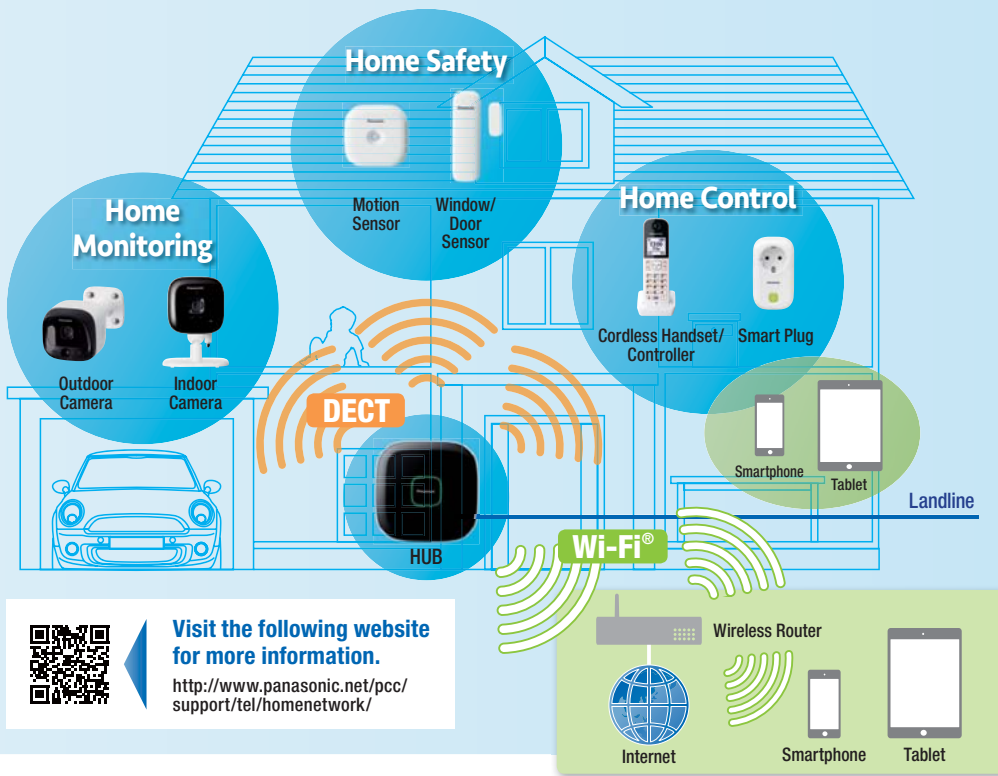 Home Safety
Motion
Sensor
Window/
Door
Sensor
Home
Monitoring
Outdoor
Camera
Indoor
Camera
Home Control
Cordless Handset/
Controller
Smart Plug
DECT
HUB
Smartphone
Tablet
Landline
Wi-Fi®
Wireless Router
Internet
Smartphone
Tablet
Visit the following website
for more information.
http://www.panasonic.net/pcc/
support/tel/homenetwork/